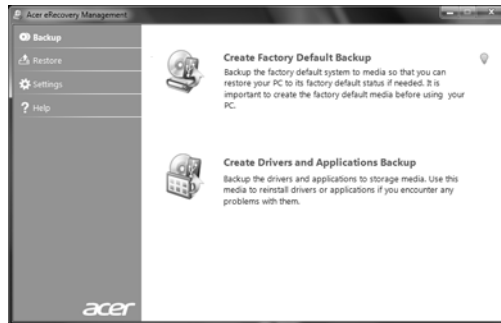 Acer eRecovery Management
Backup
Restore
Settings
Help
Create Factory Default Backup
Backup the factory default system to media so that you can
restore your PC to its factory default status if needed. It is
important to create the factory default media before using your
PC.
Create Drivers and Applications Backup
Backup the drivers and applications to storage media. Use this
media to reinstall drivers or applications if you encounter any
problems with them.
acer